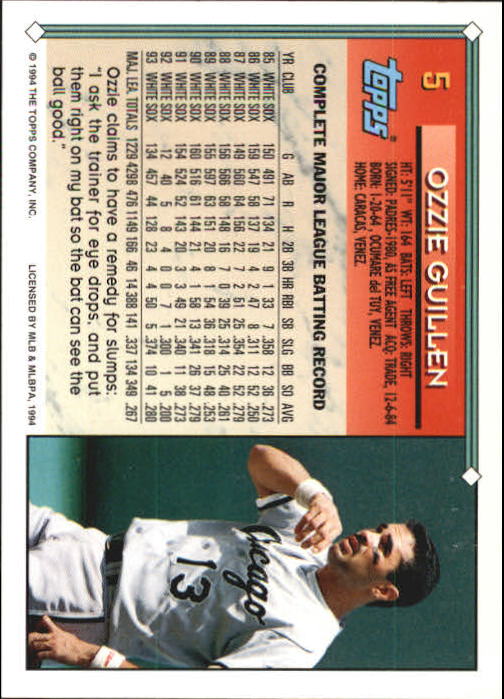 5
OZZIE GUILLEN
topps®
HT: 5'11" WT: 164 BATS: LEFT THROWS: RIGHT
SIGNED: PADRES-1980, AS FREE AGENT ACQ: TRADE, 12-6-84
BORN: 1-20-64, OCUMARE del TUY, VENEZ.
HOME: CARACAS, VENEZ.
COMPLETE MAJOR LEAGUE BATTING RECORD
YR CLUB G AB R H 2B 3B HR RB SB SLG BB SO AVG
85 WHITE SOX 150 491 71 134 21 9 1 33 7 .358 12 36 .273
86 WHITE SOX 159 547 58 137 19 4 2 47 8 .311 12 52 .250
87 WHITE SOX 149 560 64 156 22 7 2 51 25 .354 22 52 .279
88 WHITE SOX 156 566 58 148 16 7 0 39 25 .314 25 40 .261
89 WHITE SOX 155 597 63 151 20 8 1 54 36 .318 15 48 .253
90 WHITE SOX 160 516 61 144 21 4 1 58 13 .341 26 37 .279
91 WHITE SOX 154 524 52 143 20 3 3 49 21 .340 11 38 .273
92 WHITE SOX 12 40 5 8 4 0 0 7 1 .300 1 5 .200
93 WHITE SOX 134 457 44 128 23 4 4 50 5 .374 10 41 .280
MAJ. LEA. TOTALS 1229 4298 476 1149 166 46 14 388 141 .337 134 349 .267
Ozzie claims to have a remedy for slumps:
"I ask the trainer for eye drops, and put
them right on my bat so the bat can see the
ball good."
© 1994 THE TOPPS COMPANY, INC. LICENSED BY MLB & MLBPA, 1994
Chicago
13